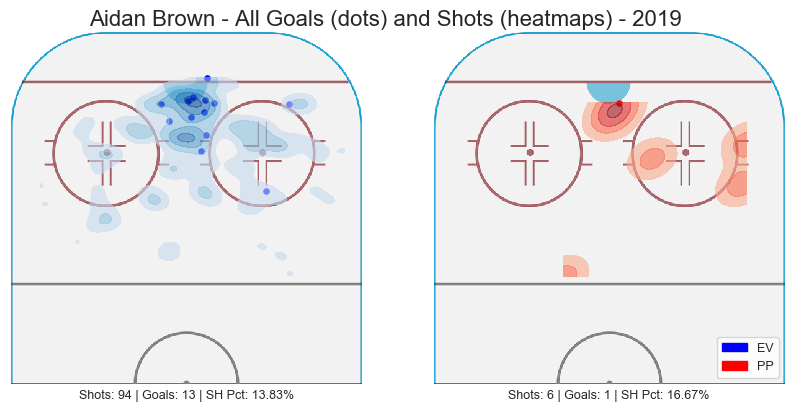 Aidan Brown - All Goals (dots) and Shots (heatmaps) - 2019
EV
PP
Shots: 94 | Goals: 13 | SH Pct: 13.83%
Shots: 6 | Goals: 1 | SH Pct: 16.67%